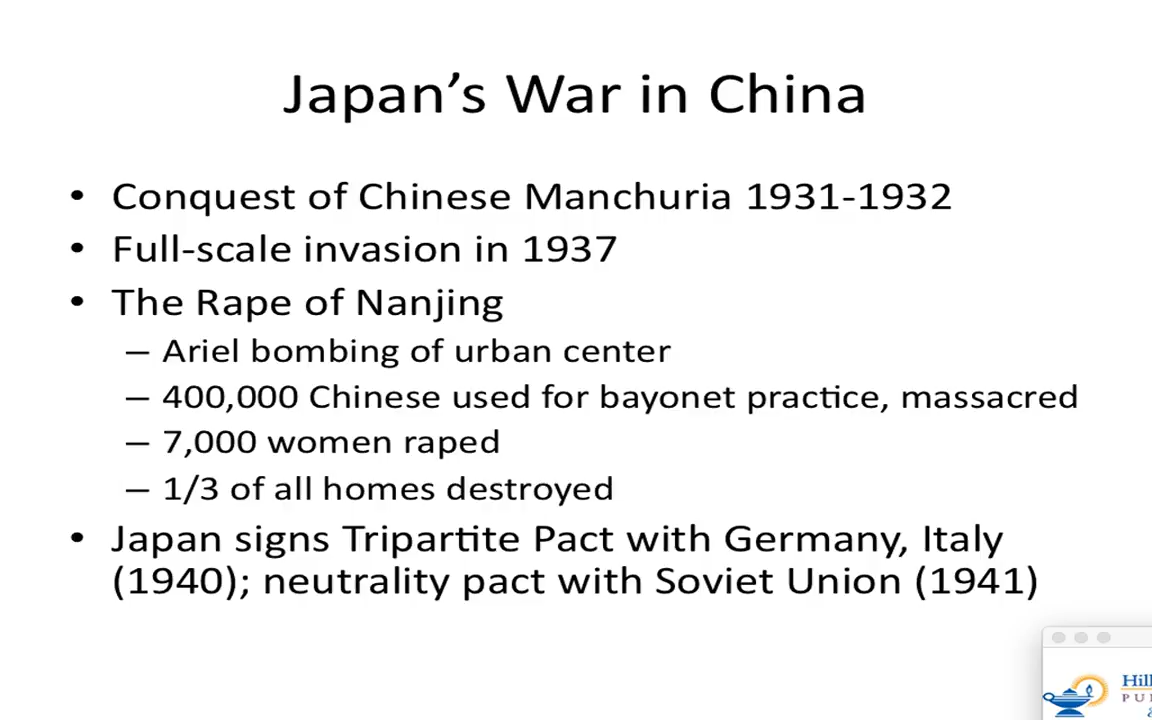 Japan's War in China
• Conquest of Chinese Manchuria 1931-1932
• Full-scale invasion in 1937
• The Rape of Nanjing
– Ariel bombing of urban center
– 400,000 Chinese used for bayonet practice, massacred
– 7,000 women raped
– 1/3 of all homes destroyed
• Japan signs Tripartite Pact with Germany, Italy
(1940); neutrality pact with Soviet Union (1941)